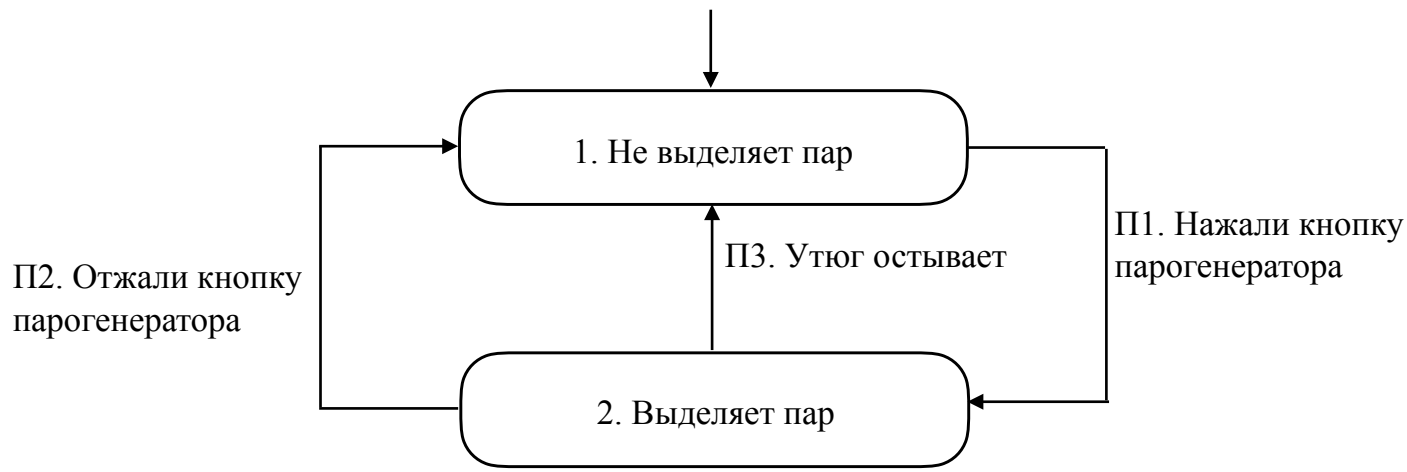 1. Не выделяет пар
П1. Нажали кнопку
парогенератора
П3. Утюг остывает
П2. Отжали кнопку
парогенератора
2. Выделяет пар